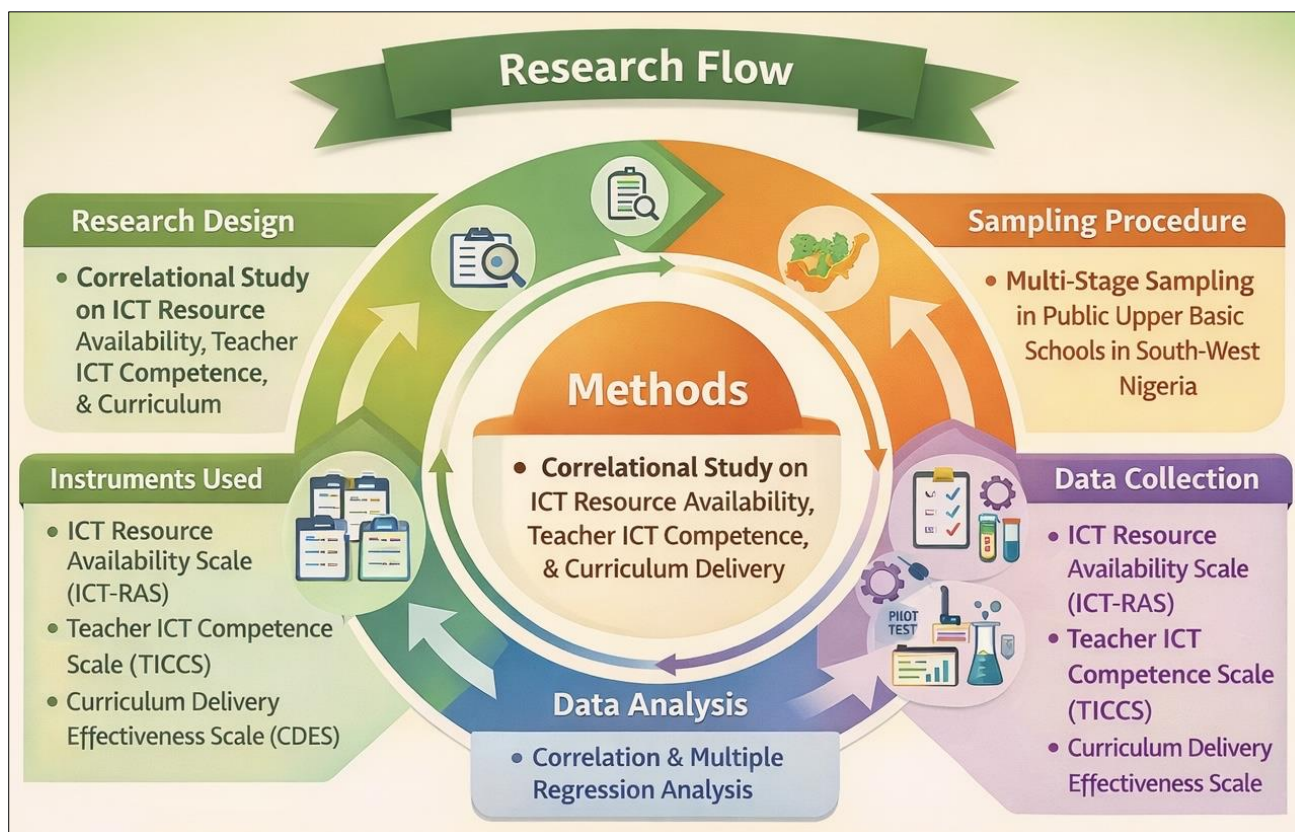 Research Flow
Research Design
• Correlational Study
on ICT Resource
Availability, Teacher
ICT Competence,
& Curriculum
Sampling Procedure
• Multi-Stage Sampling
in Public Upper Basic
Schools in South-West
Nigeria
Methods
• Correlational Study on
ICT Resource Availability,
Teacher ICT Competence,
& Curriculum Delivery
Instruments Used
• ICT Resource
Availability Scale
(ICT-RAS)
• Teacher ICT Competence
Scale (TICCS)
• Curriculum Delivery
Effectiveness Scale (CDES)
Data Collection
• ICT Resource
Availability Scale
(ICT-RAS)
• Teacher ICT
Competence Scale
(TICCS)
• Curriculum Delivery
Effectiveness Scale
PILOT
TEST
Data Analysis
• Correlation & Multiple
Regression Analysis